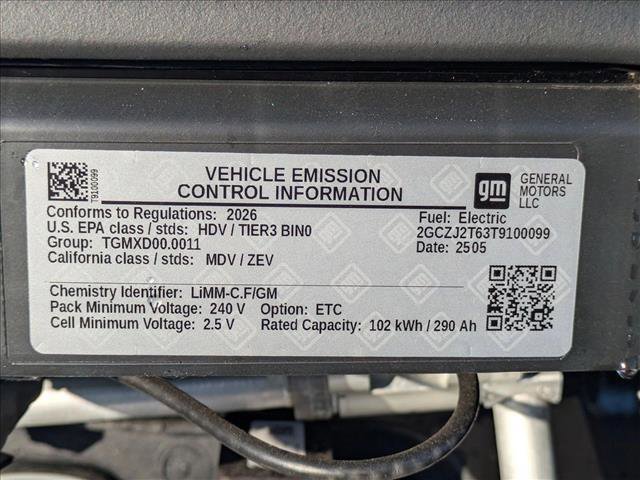 T9100099
VEHICLE EMISSION
CONTROL INFORMATION
gm
GENERAL
MOTORS
LLC
Conforms to Regulations: 2026
U.S. EPA class / stds: HDV / TIER3 BIN0
Group: TGMXD00.0011
California class / stds: MDV / ZEV
Fuel: Electric
2GCZJ2T63T9100099
Date: 2505
Chemistry Identifier: LiMM-C.F/GM
Pack Minimum Voltage: 240 V Option: ETC
Cell Minimum Voltage: 2.5 V Rated Capacity: 102 kWh / 290 Ah